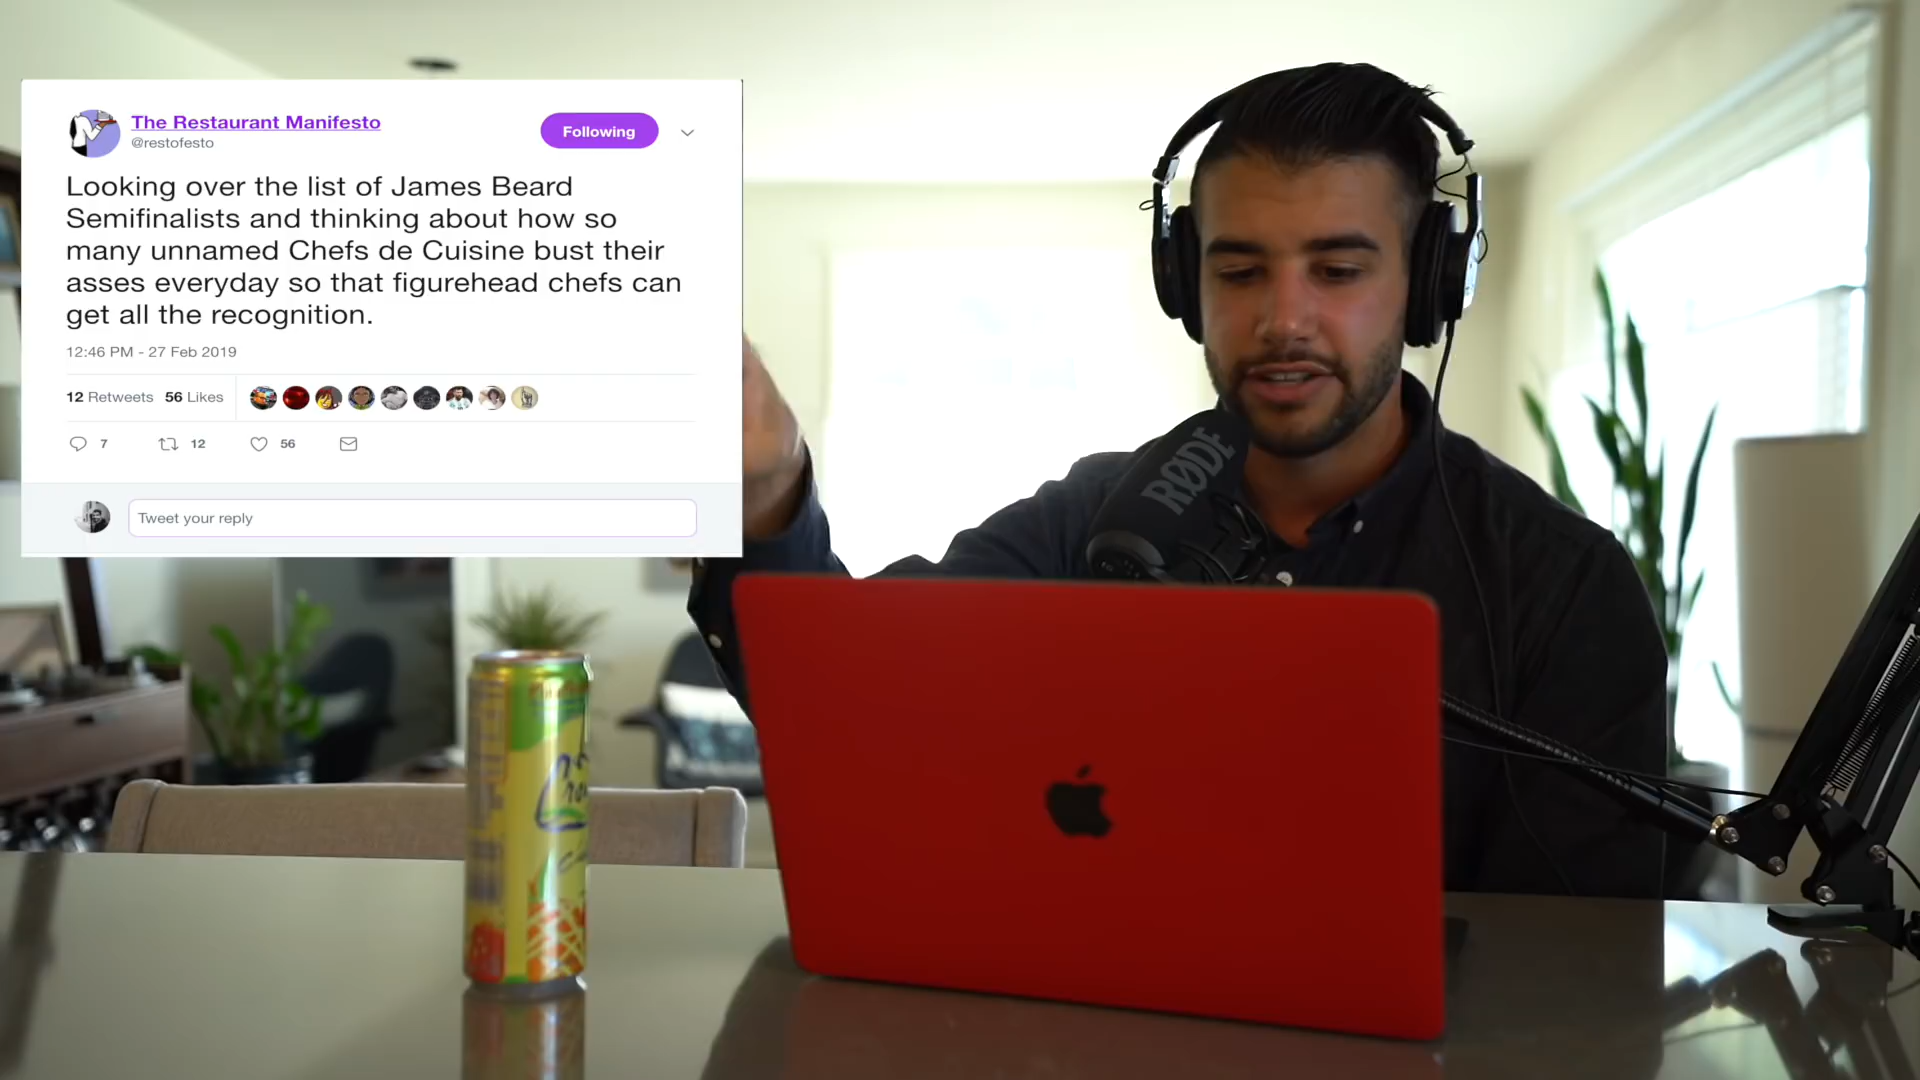 The Restaurant Manifesto
@restofesto
Following
Looking over the list of James Beard
Semifinalists and thinking about how so
many unnamed Chefs de Cuisine bust their
asses everyday so that figurehead chefs can
get all the recognition.
12:46 PM - 27 Feb 2019
12 Retweets 56 Likes
7 12 56
Tweet your reply
RØDE